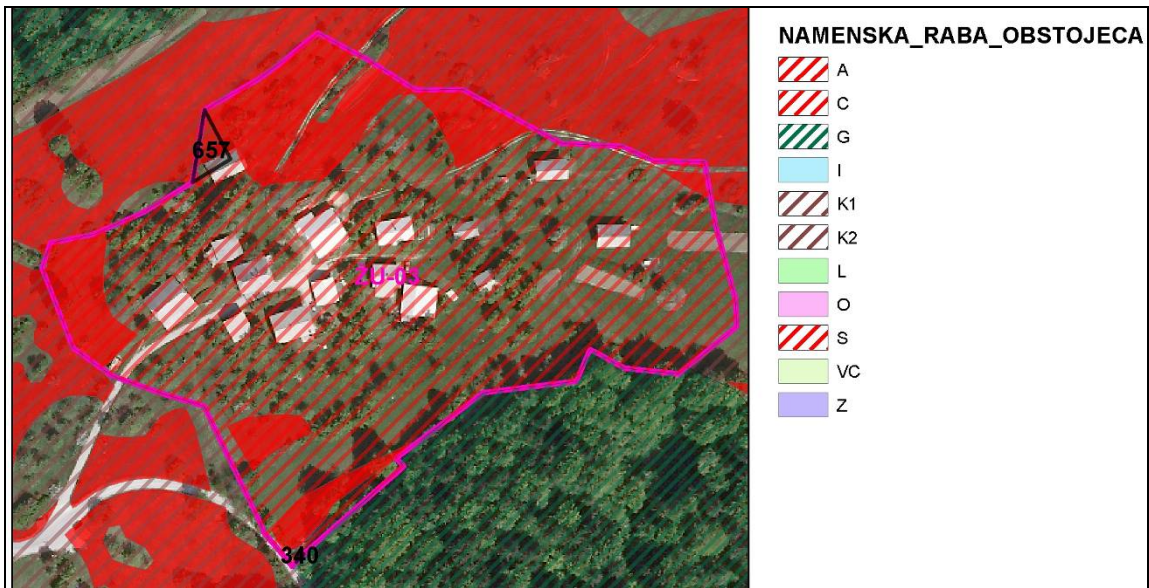 657
ZU-03
340
NAMENSKA_RABA_OBSTOJECA
A
C
G
I
K1
K2
L
O
S
VC
Z